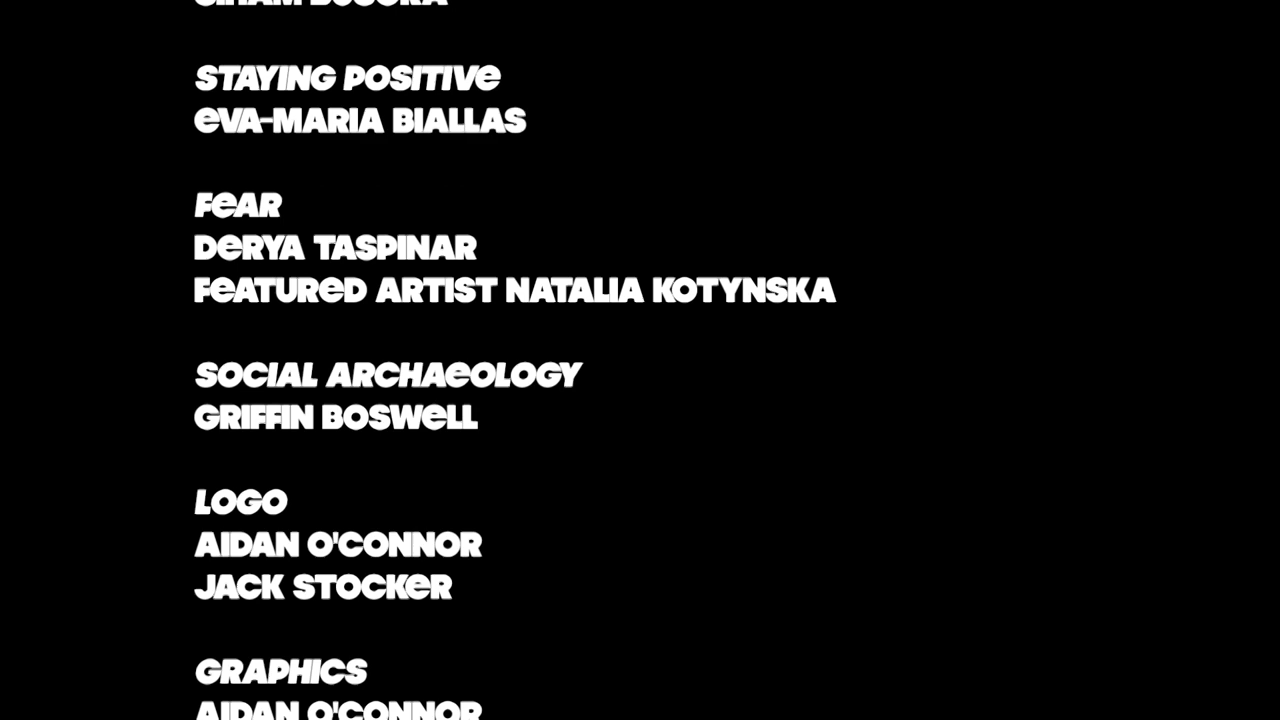 STAYING POSITIVE
EVA-MARIA BIALLAS
FEAR
DERYA TASPINAR
FEATURED ARTIST NATALIA KOTYNSKA
SOCIAL ARCHAEOLOGY
GRIFFIN BOSWELL
LOGO
AIDAN O'CONNOR
JACK STOCKER
GRAPHICS
AIDAN O'CONNOR